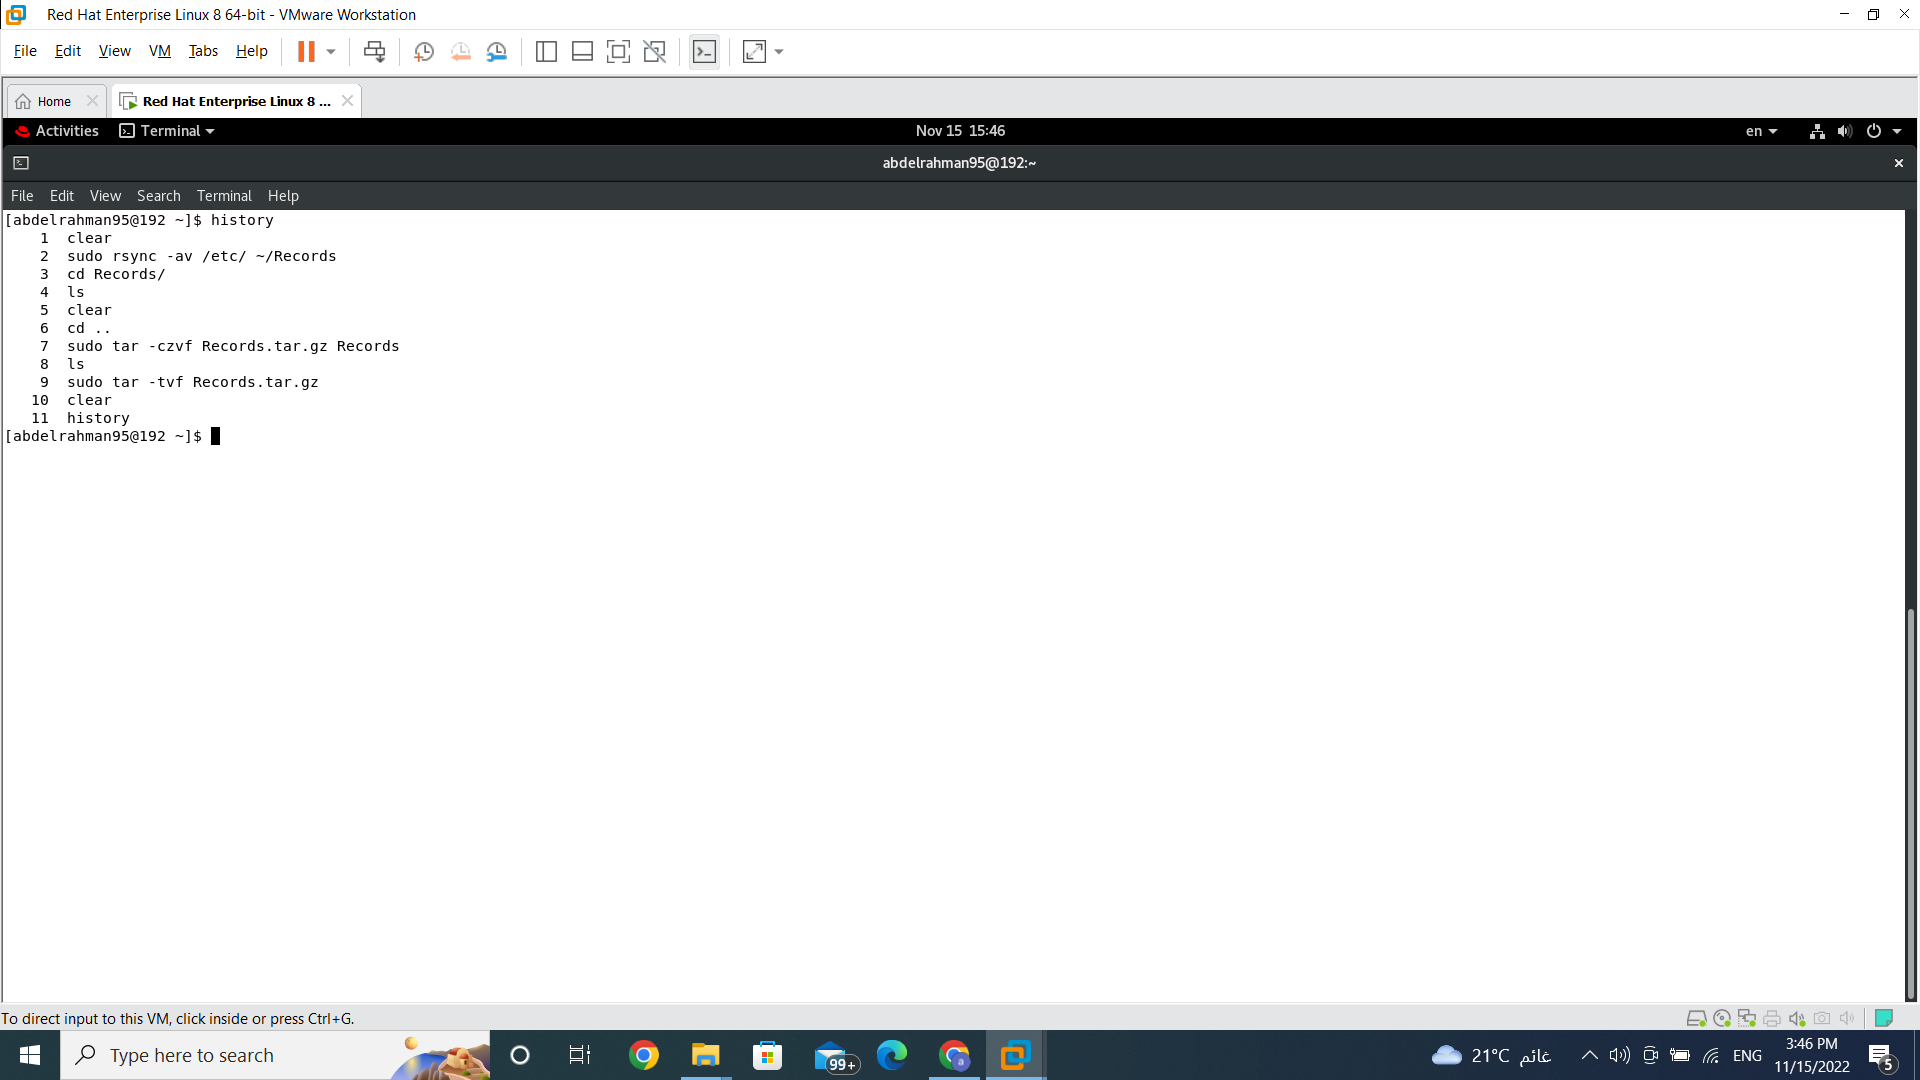 Red Hat Enterprise Linux 8 64-bit - VMware Workstation
File Edit View VM Tabs Help
Home
Red Hat Enterprise Linux 8 ...
Activities Terminal Nov 15 15:46 en
abdelrahman95@192:~
File Edit View Search Terminal Help
[abdelrahman95@192 ~]$ history
1 clear
2 sudo rsync -av /etc/ ~/Records
3 cd Records/
4 ls
5 clear
6 cd ..
7 sudo tar -czvf Records.tar.gz Records
8 ls
9 sudo tar -tvf Records.tar.gz
10 clear
11 history
[abdelrahman95@192 ~]$
To direct input to this VM, click inside or press Ctrl+G.
Type here to search
99+
a
21°C غائم
ENG
3:46 PM
11/15/2022
5